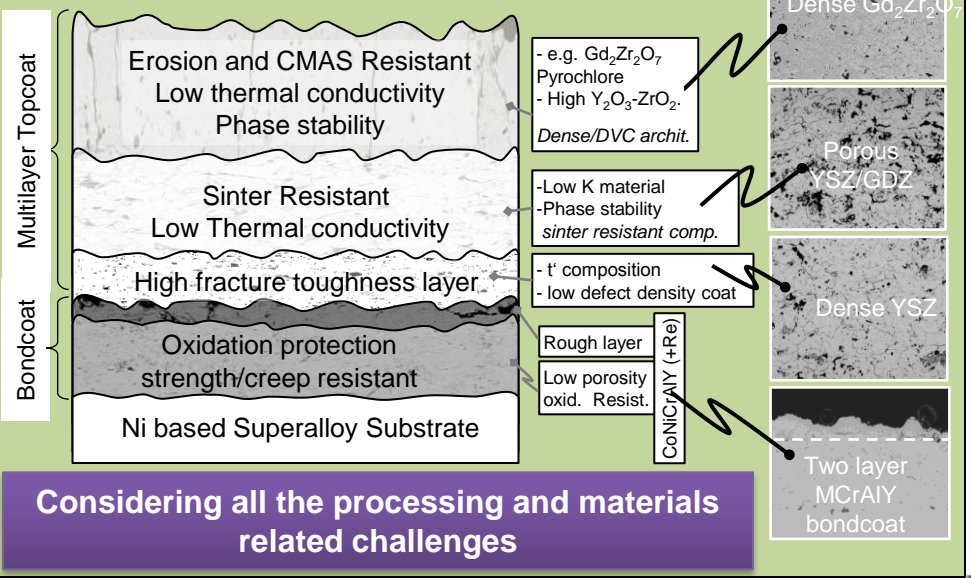 Multilayer Topcoat
Bondcoat
Erosion and CMAS Resistant
Low thermal conductivity
Phase stability
Sinter Resistant
Low Thermal conductivity
High fracture toughness layer
Oxidation protection
strength/creep resistant
Ni based Superalloy Substrate
- e.g. Gd₂Zr₂O₇
Pyrochlore
- High Y₂O₃-ZrO₂.
Dense/DVC archit.
-Low K material
-Phase stability
sinter resistant comp.
- t‘ composition
- low defect density coat
Rough layer
Low porosity
oxid. Resist.
CoNiCrAlY (+Re)
Dense Gd₂Zr₂O₇
Porous
YSZ/GDZ
Dense YSZ
Two layer
MCrAlY
bondcoat
Considering all the processing and materials
related challenges